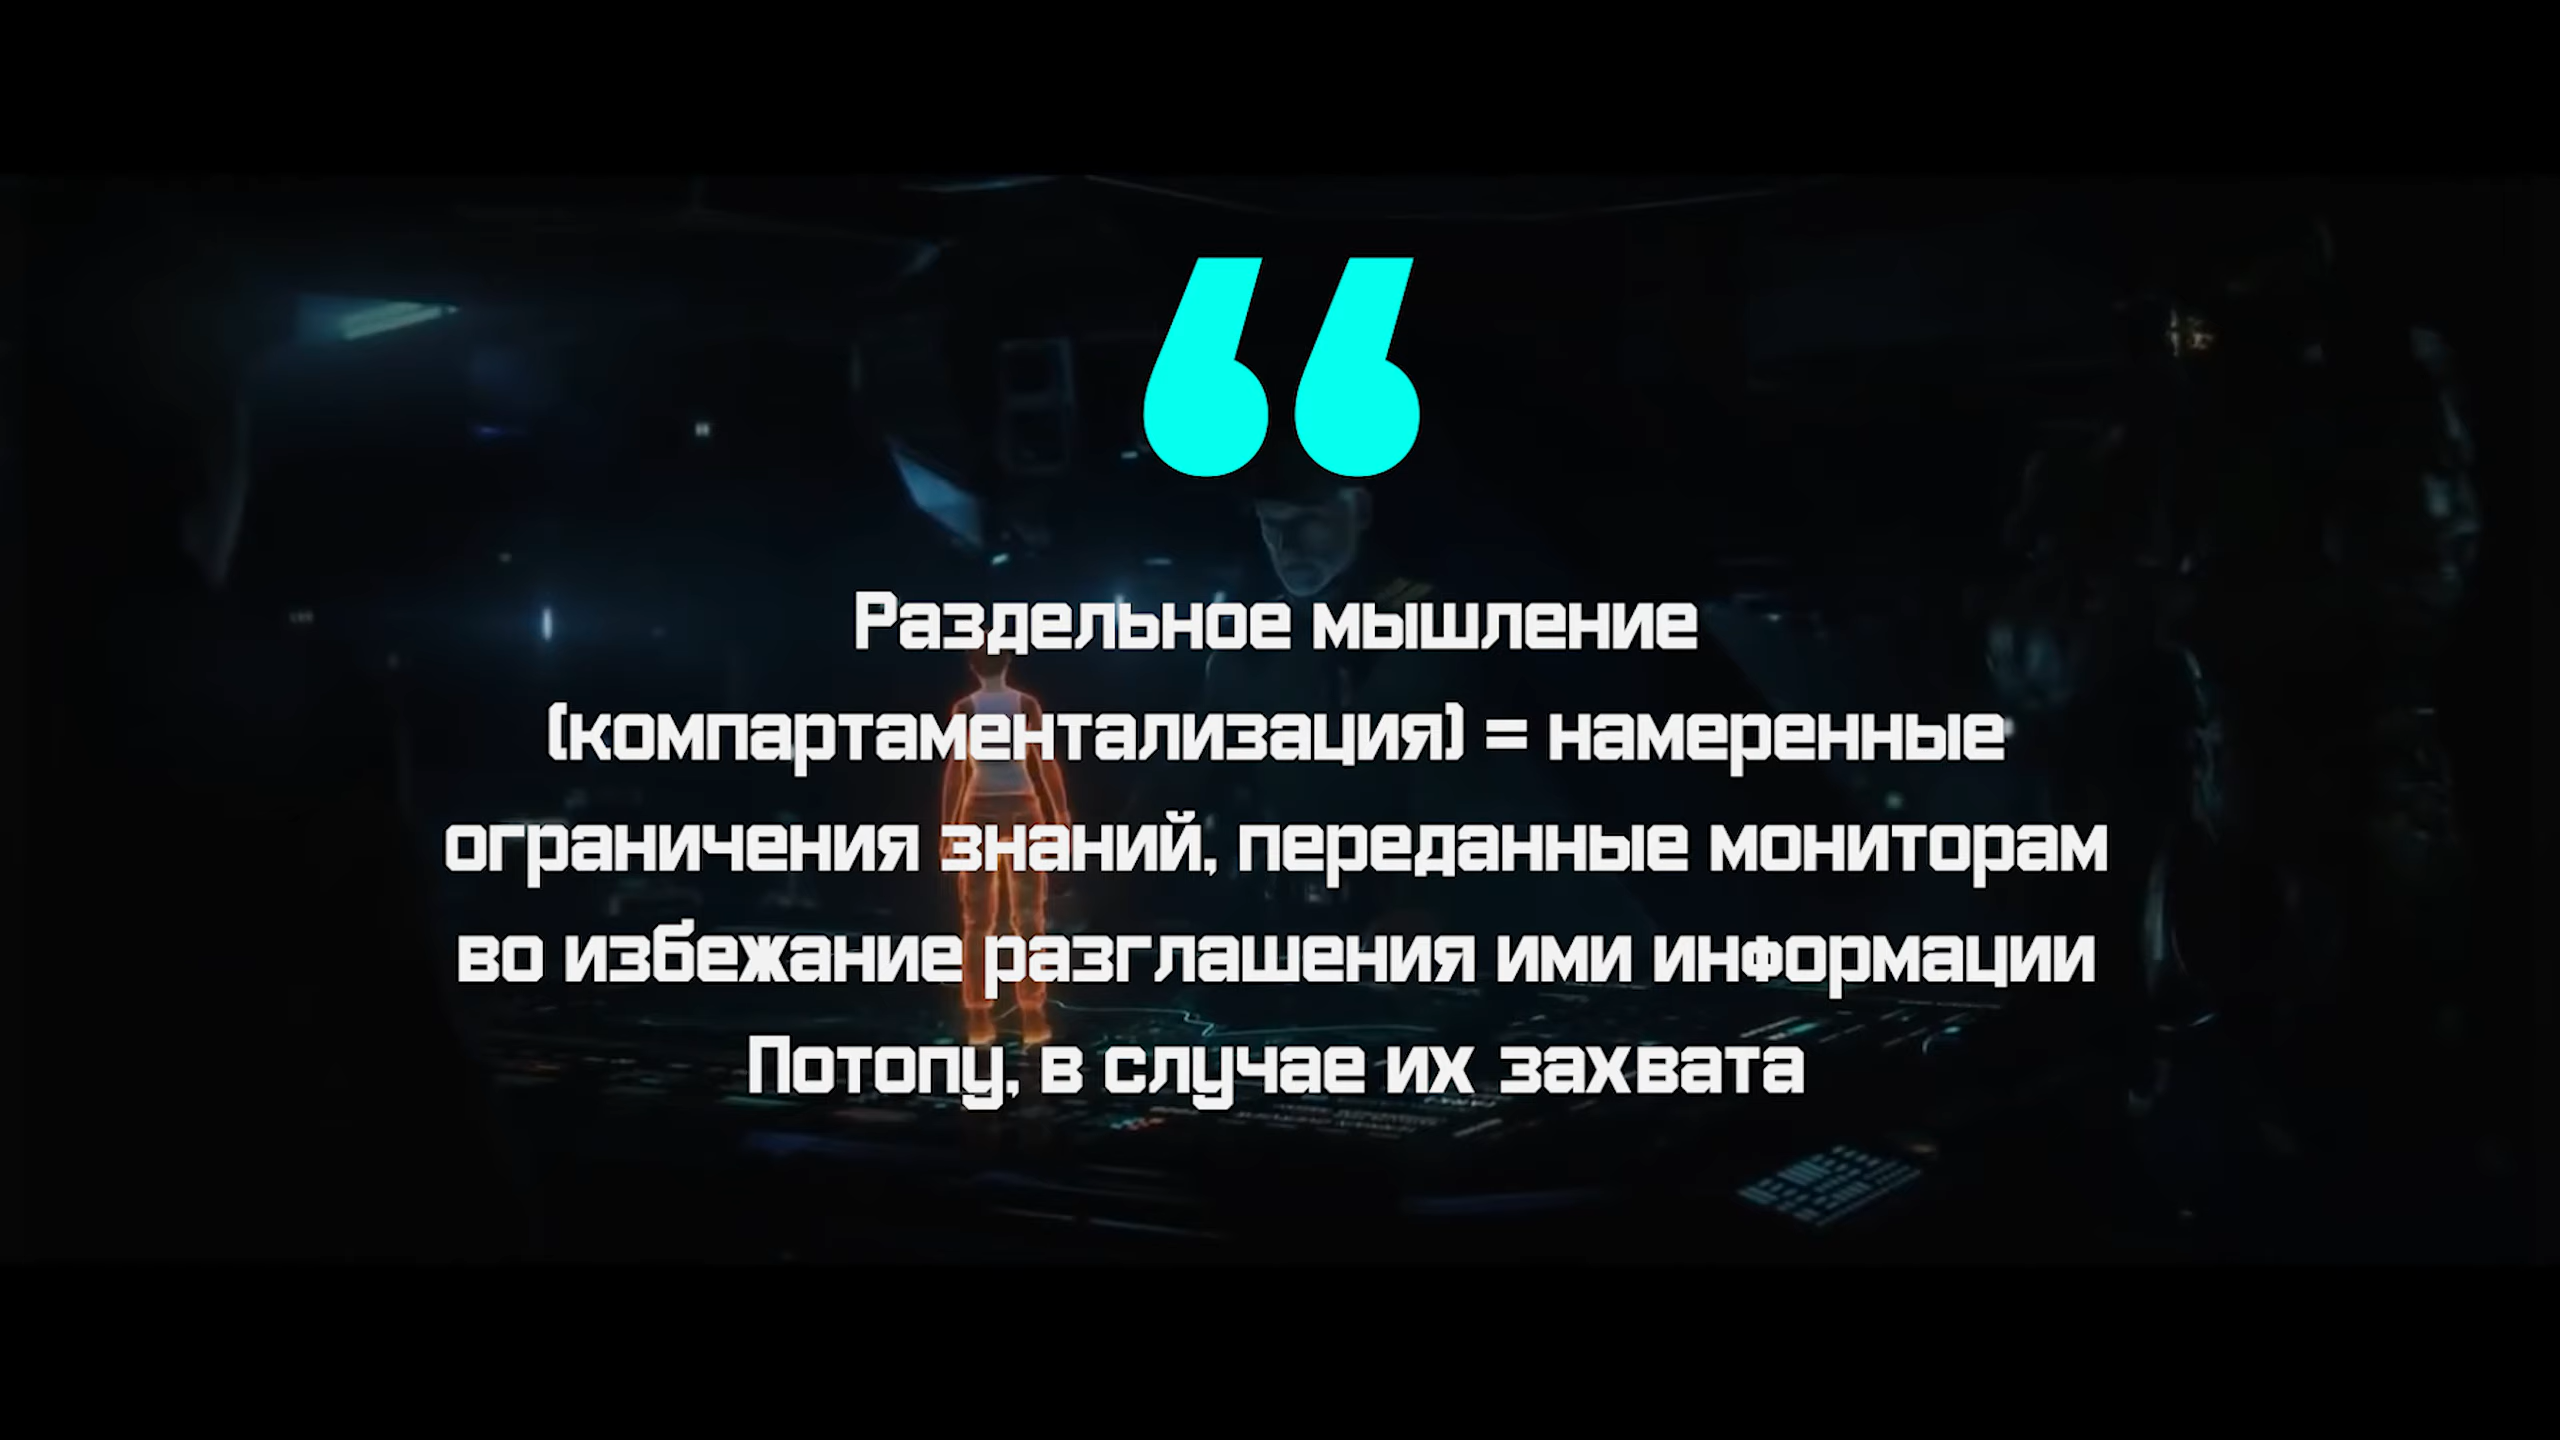 “
Раздельное мышление
(компартаментализация) = намеренные
ограничения знаний, переданные мониторам
во избежание разглашения ими информации
Потопу, в случае их захвата